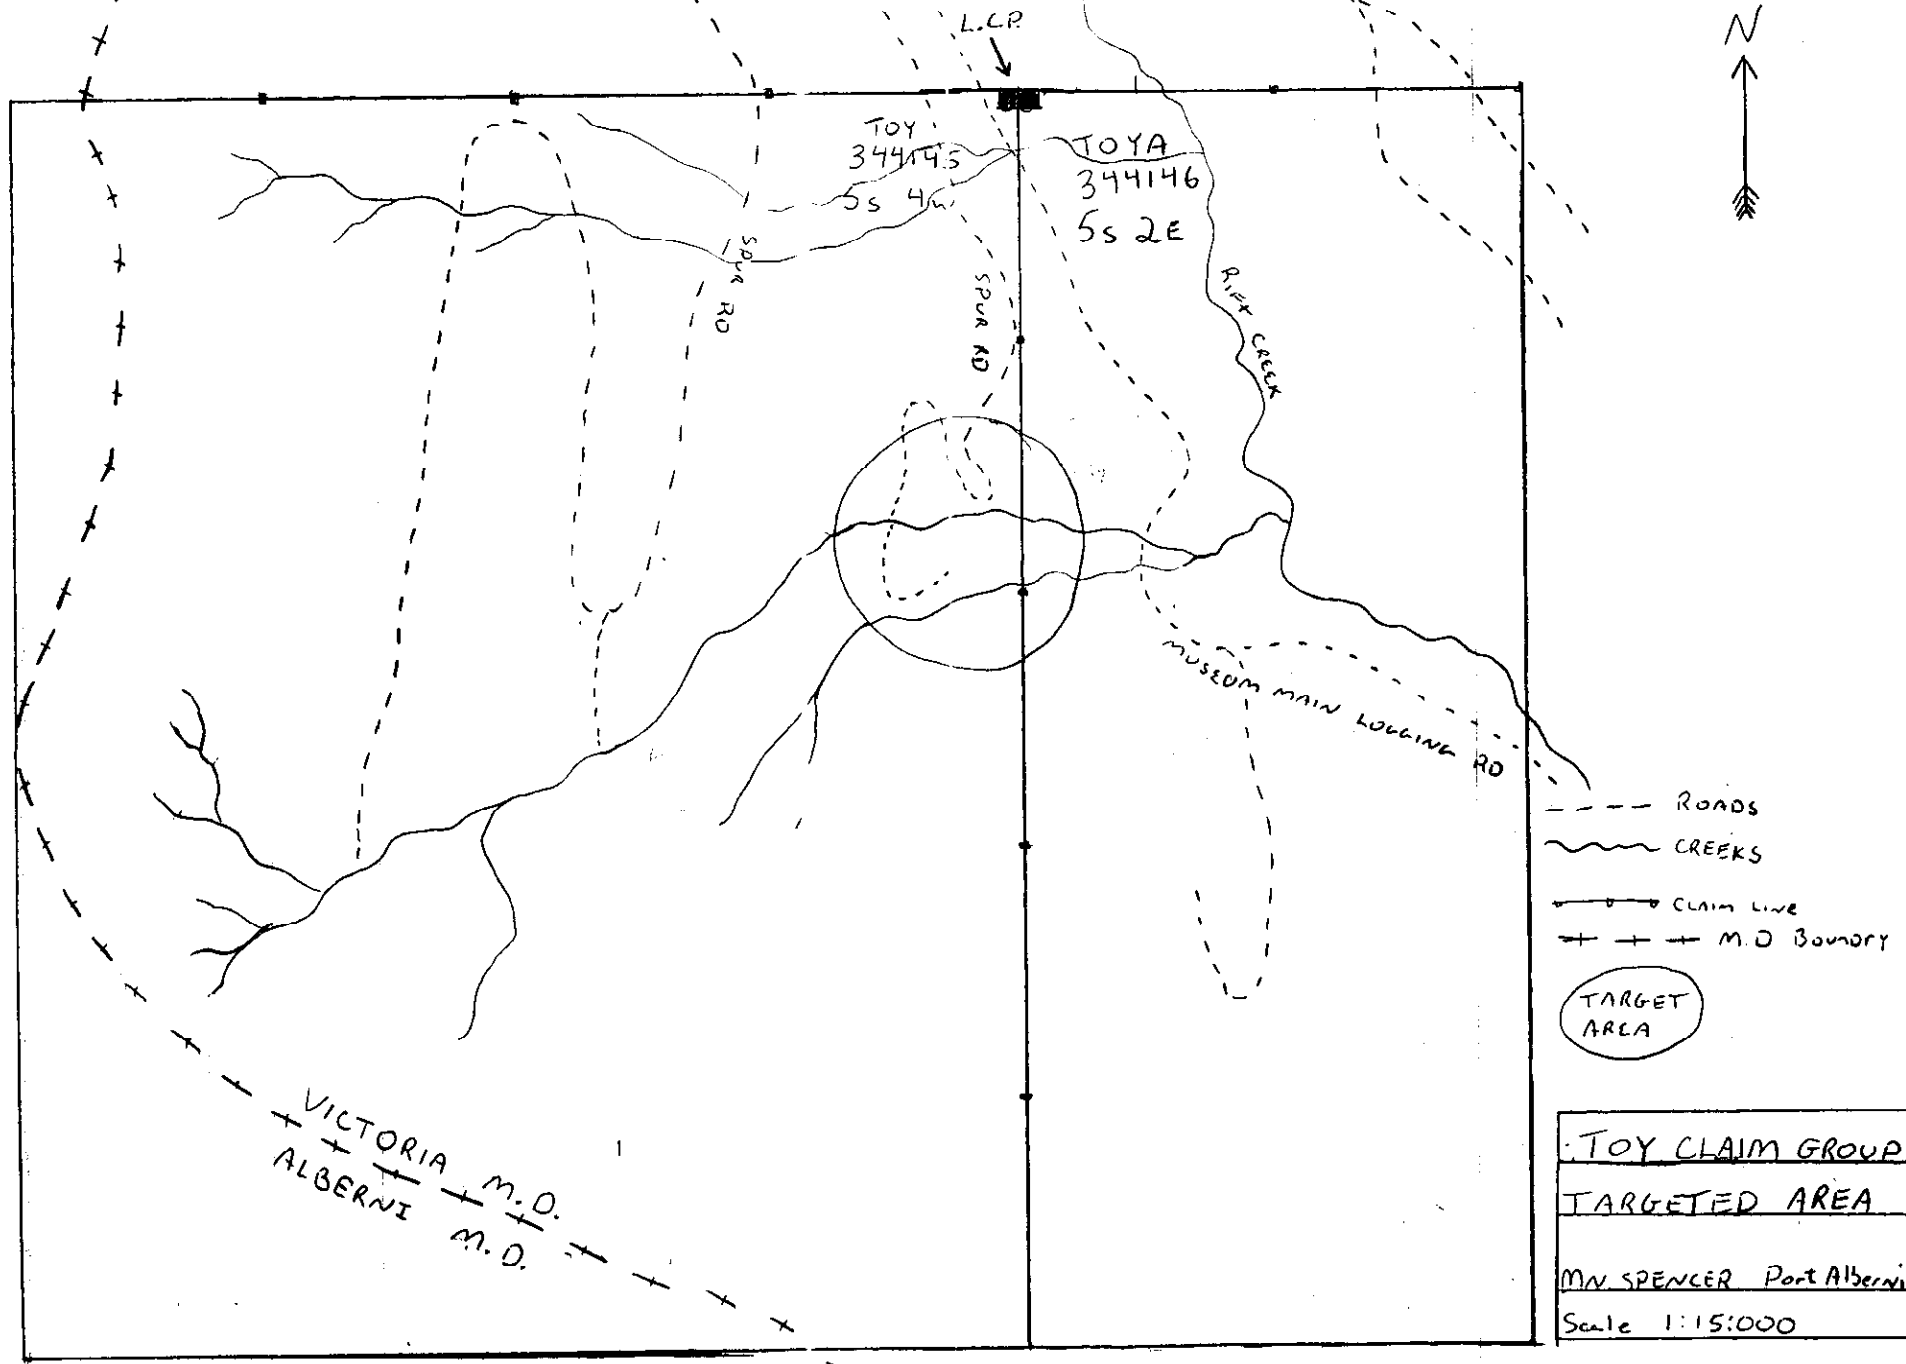 L.C.P.
N
TOY
344145
5s 4w
TOYA
344146
5s 2E
SPUR RD
SPUR RD
RIFT CREEK
MUSEUM MAIN LOGGING RD
ROADS
CREEKS
CLAIM LINE
M.D Boundry
TARGET
AREA
VICTORIA M.D.
ALBERNI M.D.
TOY CLAIM GROUP
TARGETED AREA
MN. SPENCER Port Alberni
Scale 1:15:000